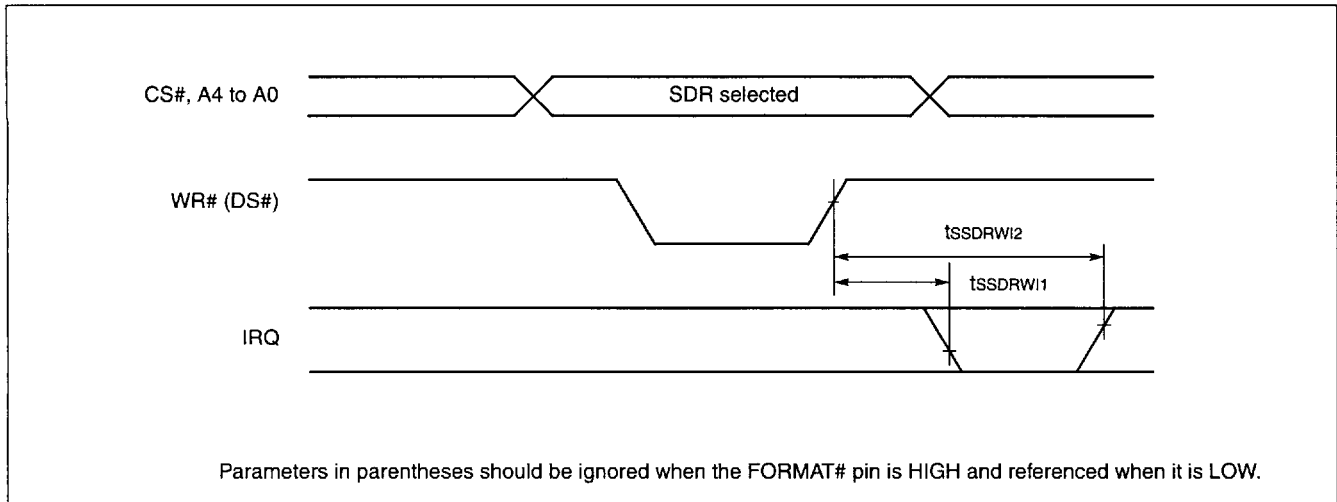 CS#, A4 to A0
SDR selected
WR# (DS#)
tSSDRWI2
tSSDRWI1
IRQ
Parameters in parentheses should be ignored when the FORMAT# pin is HIGH and referenced when it is LOW.